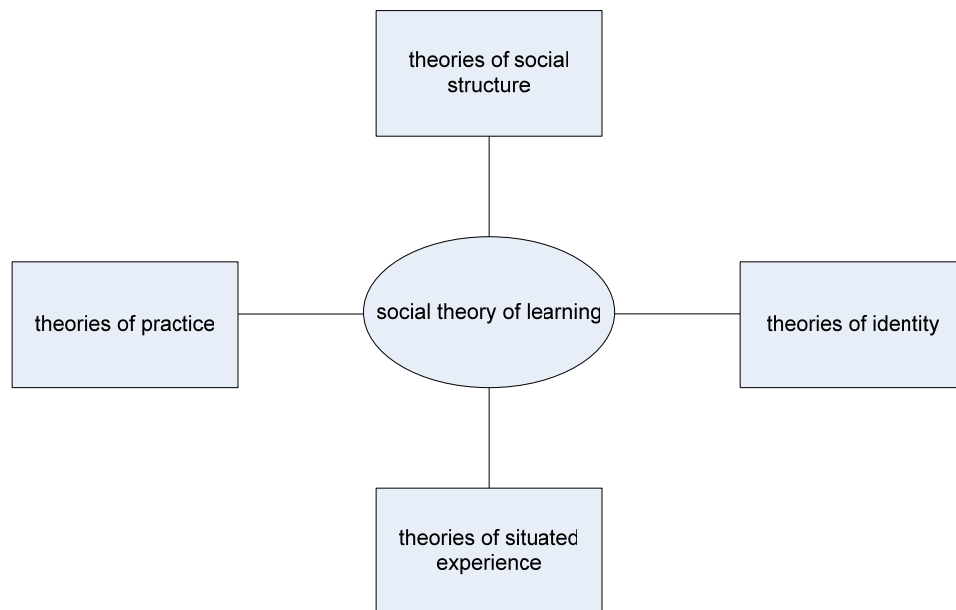 theories of social
structure
theories of practice
social theory of learning
theories of identity
theories of situated
experience